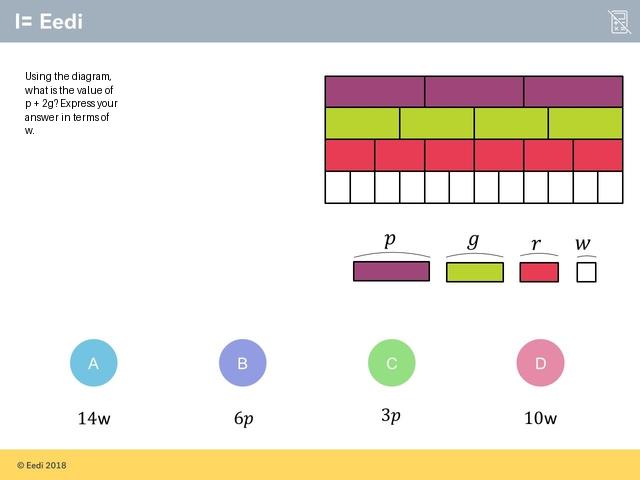 Eedi
Using the diagram,
what is the value of
p + 2g? Express your
answer in terms of
w.
p g r w
A B C D
14w 6p 3p 10w
© Eedi 2018